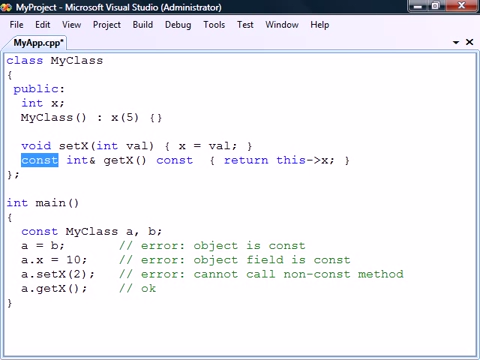 MyProject - Microsoft Visual Studio (Administrator)
File Edit View Project Build Debug Tools Test Window Help
MyApp.cpp*
class MyClass
{
public:
int x;
MyClass() : x(5) {}
void setX(int val) { x = val; }
const int& getX() const { return this->x; }
};
int main()
{
const MyClass a, b;
a = b; // error: object is const
a.x = 10; // error: object field is const
a.setX(2); // error: cannot call non-const method
a.getX(); // ok
}